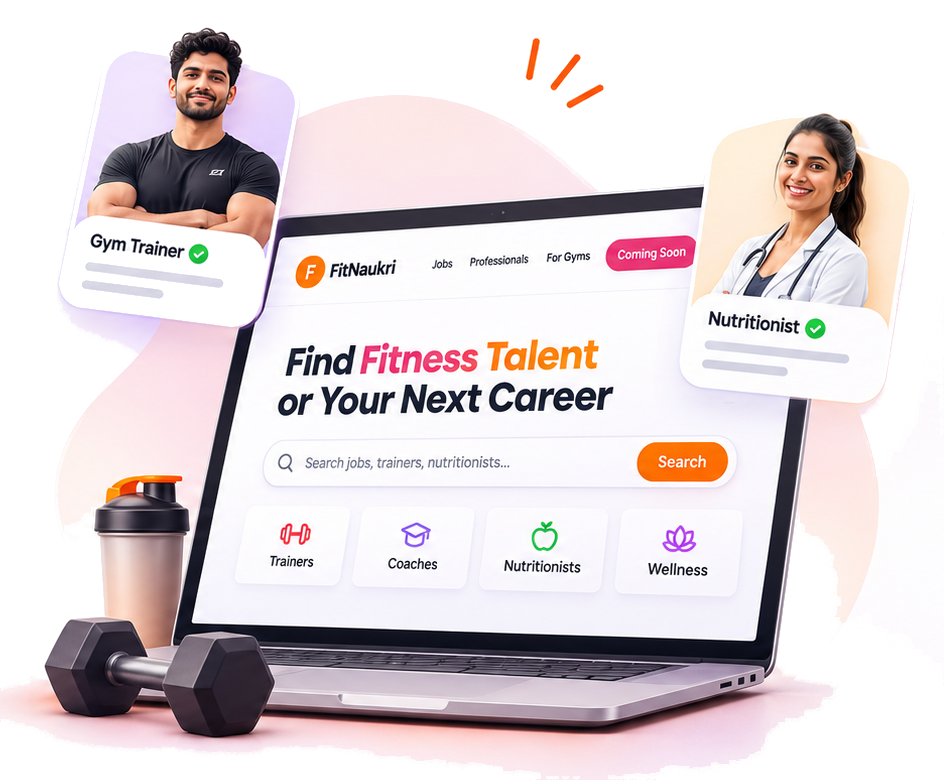 Gym Trainer
F FitNaukri
Jobs
Professionals
For Gyms
Coming Soon
Nutritionist
Find Fitness Talent
or Your Next Career
Search jobs, trainers, nutritionists...
Search
Trainers
Coaches
Nutritionists
Wellness